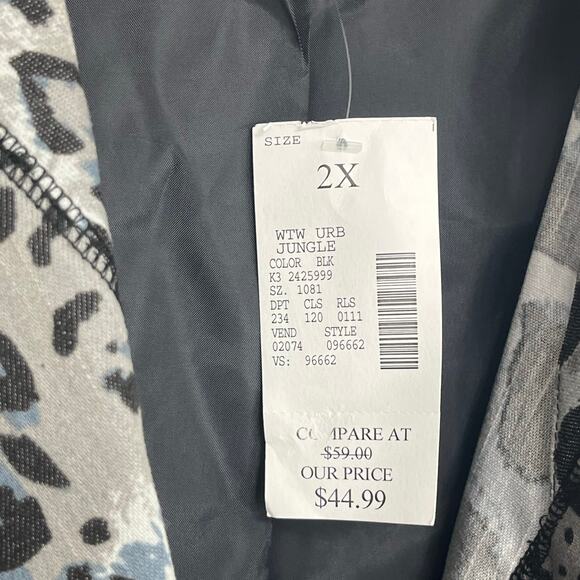 SIZE
2X
WTW URB
JUNGLE
COLOR BLK
K3 2425999
SZ. 1081
DPT CLS RLS
234 120 0111
VEND STYLE
02074 096662
VS: 96662
COMPARE AT
$59.00
OUR PRICE
$44.99